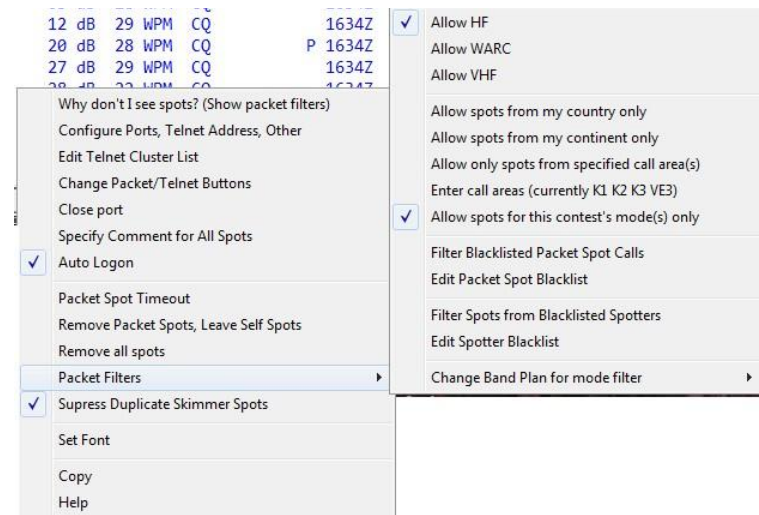 12 dB 29 WPM CQ 1634Z
20 dB 28 WPM CQ P 1634Z
27 dB 29 WPM CQ 1634Z
Why don't I see spots? (Show packet filters)
Configure Ports, Telnet Address, Other
Edit Telnet Cluster List
Change Packet/Telnet Buttons
Close port
Specify Comment for All Spots
Auto Logon
Packet Spot Timeout
Remove Packet Spots, Leave Self Spots
Remove all spots
Packet Filters
Supress Duplicate Skimmer Spots
Set Font
Copy
Help
Allow HF
Allow WARC
Allow VHF
Allow spots from my country only
Allow spots from my continent only
Allow only spots from specified call area(s)
Enter call areas (currently K1 K2 K3 VE3)
Allow spots for this contest's mode(s) only
Filter Blacklisted Packet Spot Calls
Edit Packet Spot Blacklist
Filter Spots from Blacklisted Spotters
Edit Spotter Blacklist
Change Band Plan for mode filter